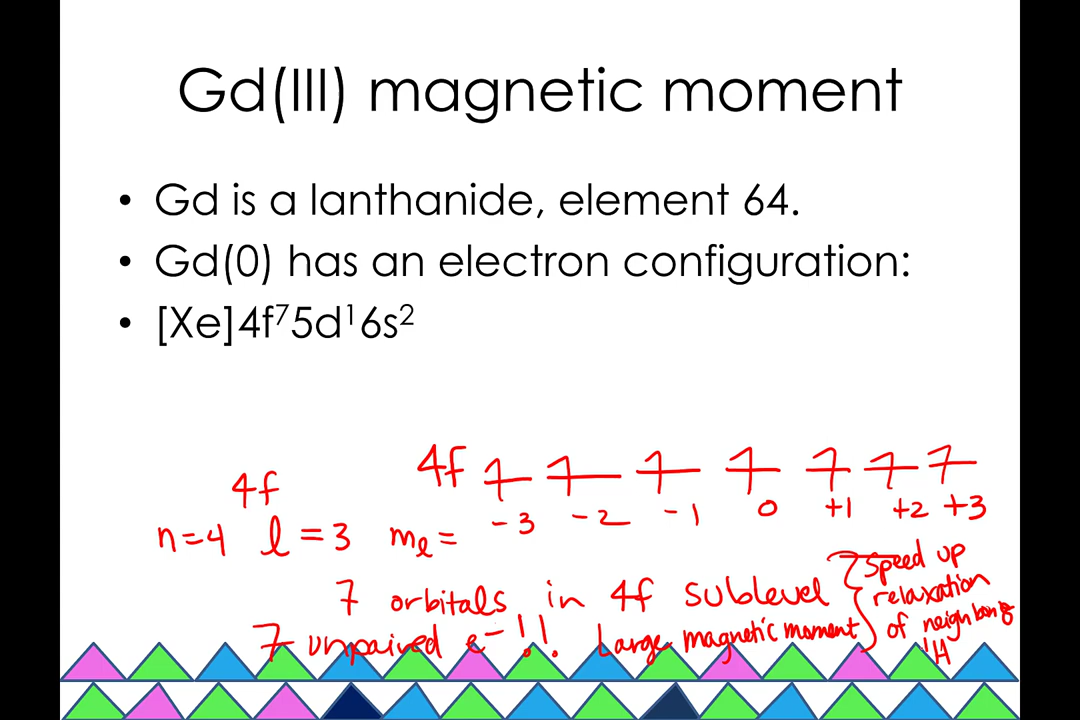 Gd(III) magnetic moment
• Gd is a lanthanide, element 64.
• Gd(0) has an electron configuration:
• [Xe]4f⁷5d¹6s²
4f
4f
-3 -2 -1 0 +1 +2 +3
n=4 l=3 mₗ =
7 orbitals in 4f sublevel
7 unpaired e⁻!!. Large magnetic moment
speed up
relaxation
of neighboring
¹H